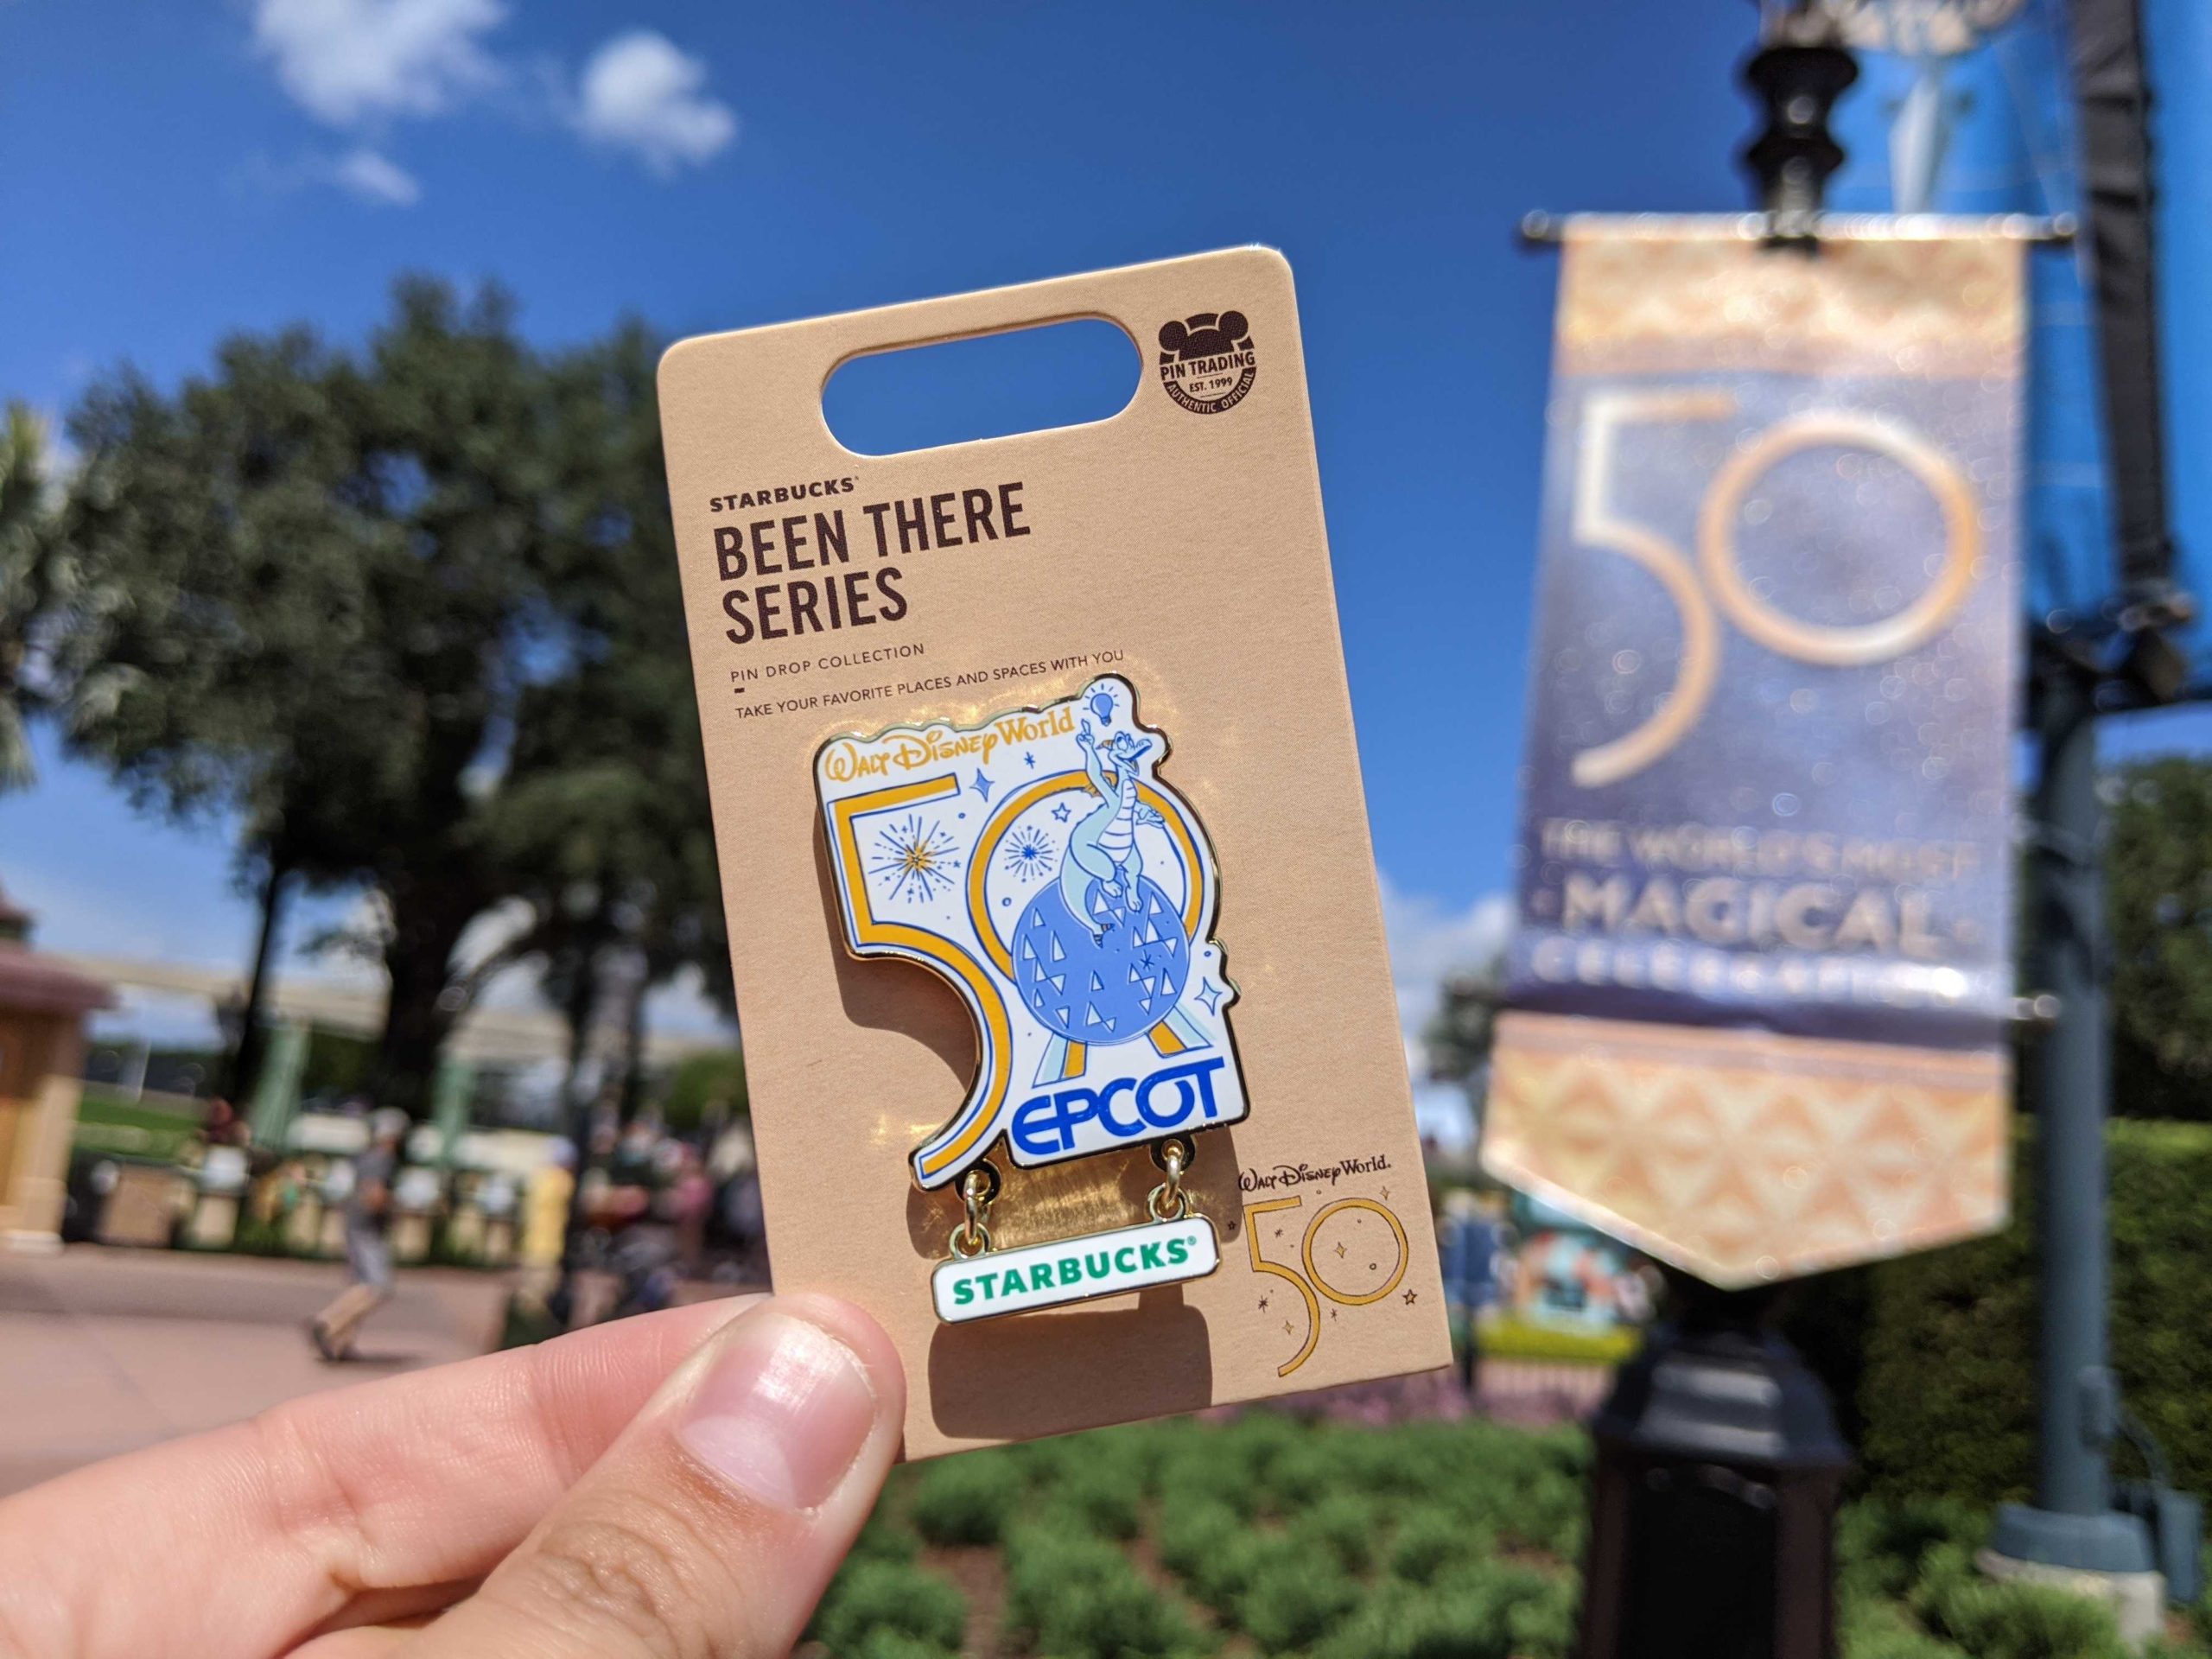 PIN TRADING
EST. 1999
AUTHENTIC OFFICIAL
STARBUCKS
BEEN THERE
SERIES
PIN DROP COLLECTION
TAKE YOUR FAVORITE PLACES AND SPACES WITH YOU
WALT DISNEY World
50
EPCOT
STARBUCKS®
WALT DISNEY World.
50
50
THE WORLD'S MOST
MAGICAL
CELEBRATION